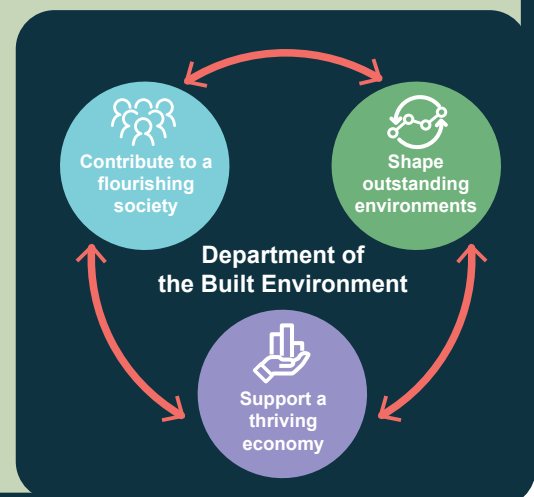 Contribute to a
flourishing
society
Shape
outstanding
environments
Department of
the Built Environment
Support a
thriving
economy